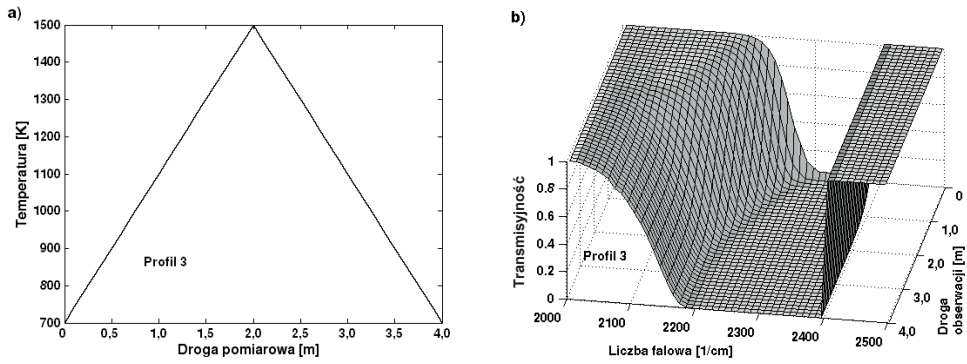 a)
1500
1400
1300
1200
1100
1000
900
800
700
Temperatura [K]
Profil 3
0 0,5 1,0 1,5 2,0 2,5 3,0 3,5 4,0
Droga pomiarowa [m]
b)
1
0.8
0.6
0.4
0.2
0
Transmisyjność
Profil 3
2000 2100 2200 2300 2400 2500
Liczba falowa [1/cm]
0
1,0
2,0
3,0
4,0
Droga
obserwacji [m]